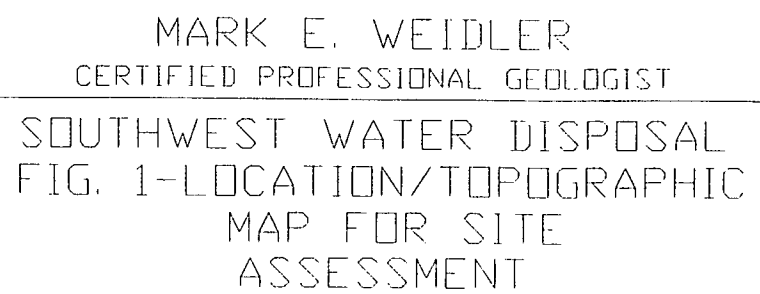 MARK E. WEIDLER
CERTIFIED PROFESSIONAL GEOLOGIST
SOUTHWEST WATER DISPOSAL
FIG. 1-LOCATION/TOPOGRAPHIC
MAP FOR SITE
ASSESSMENT